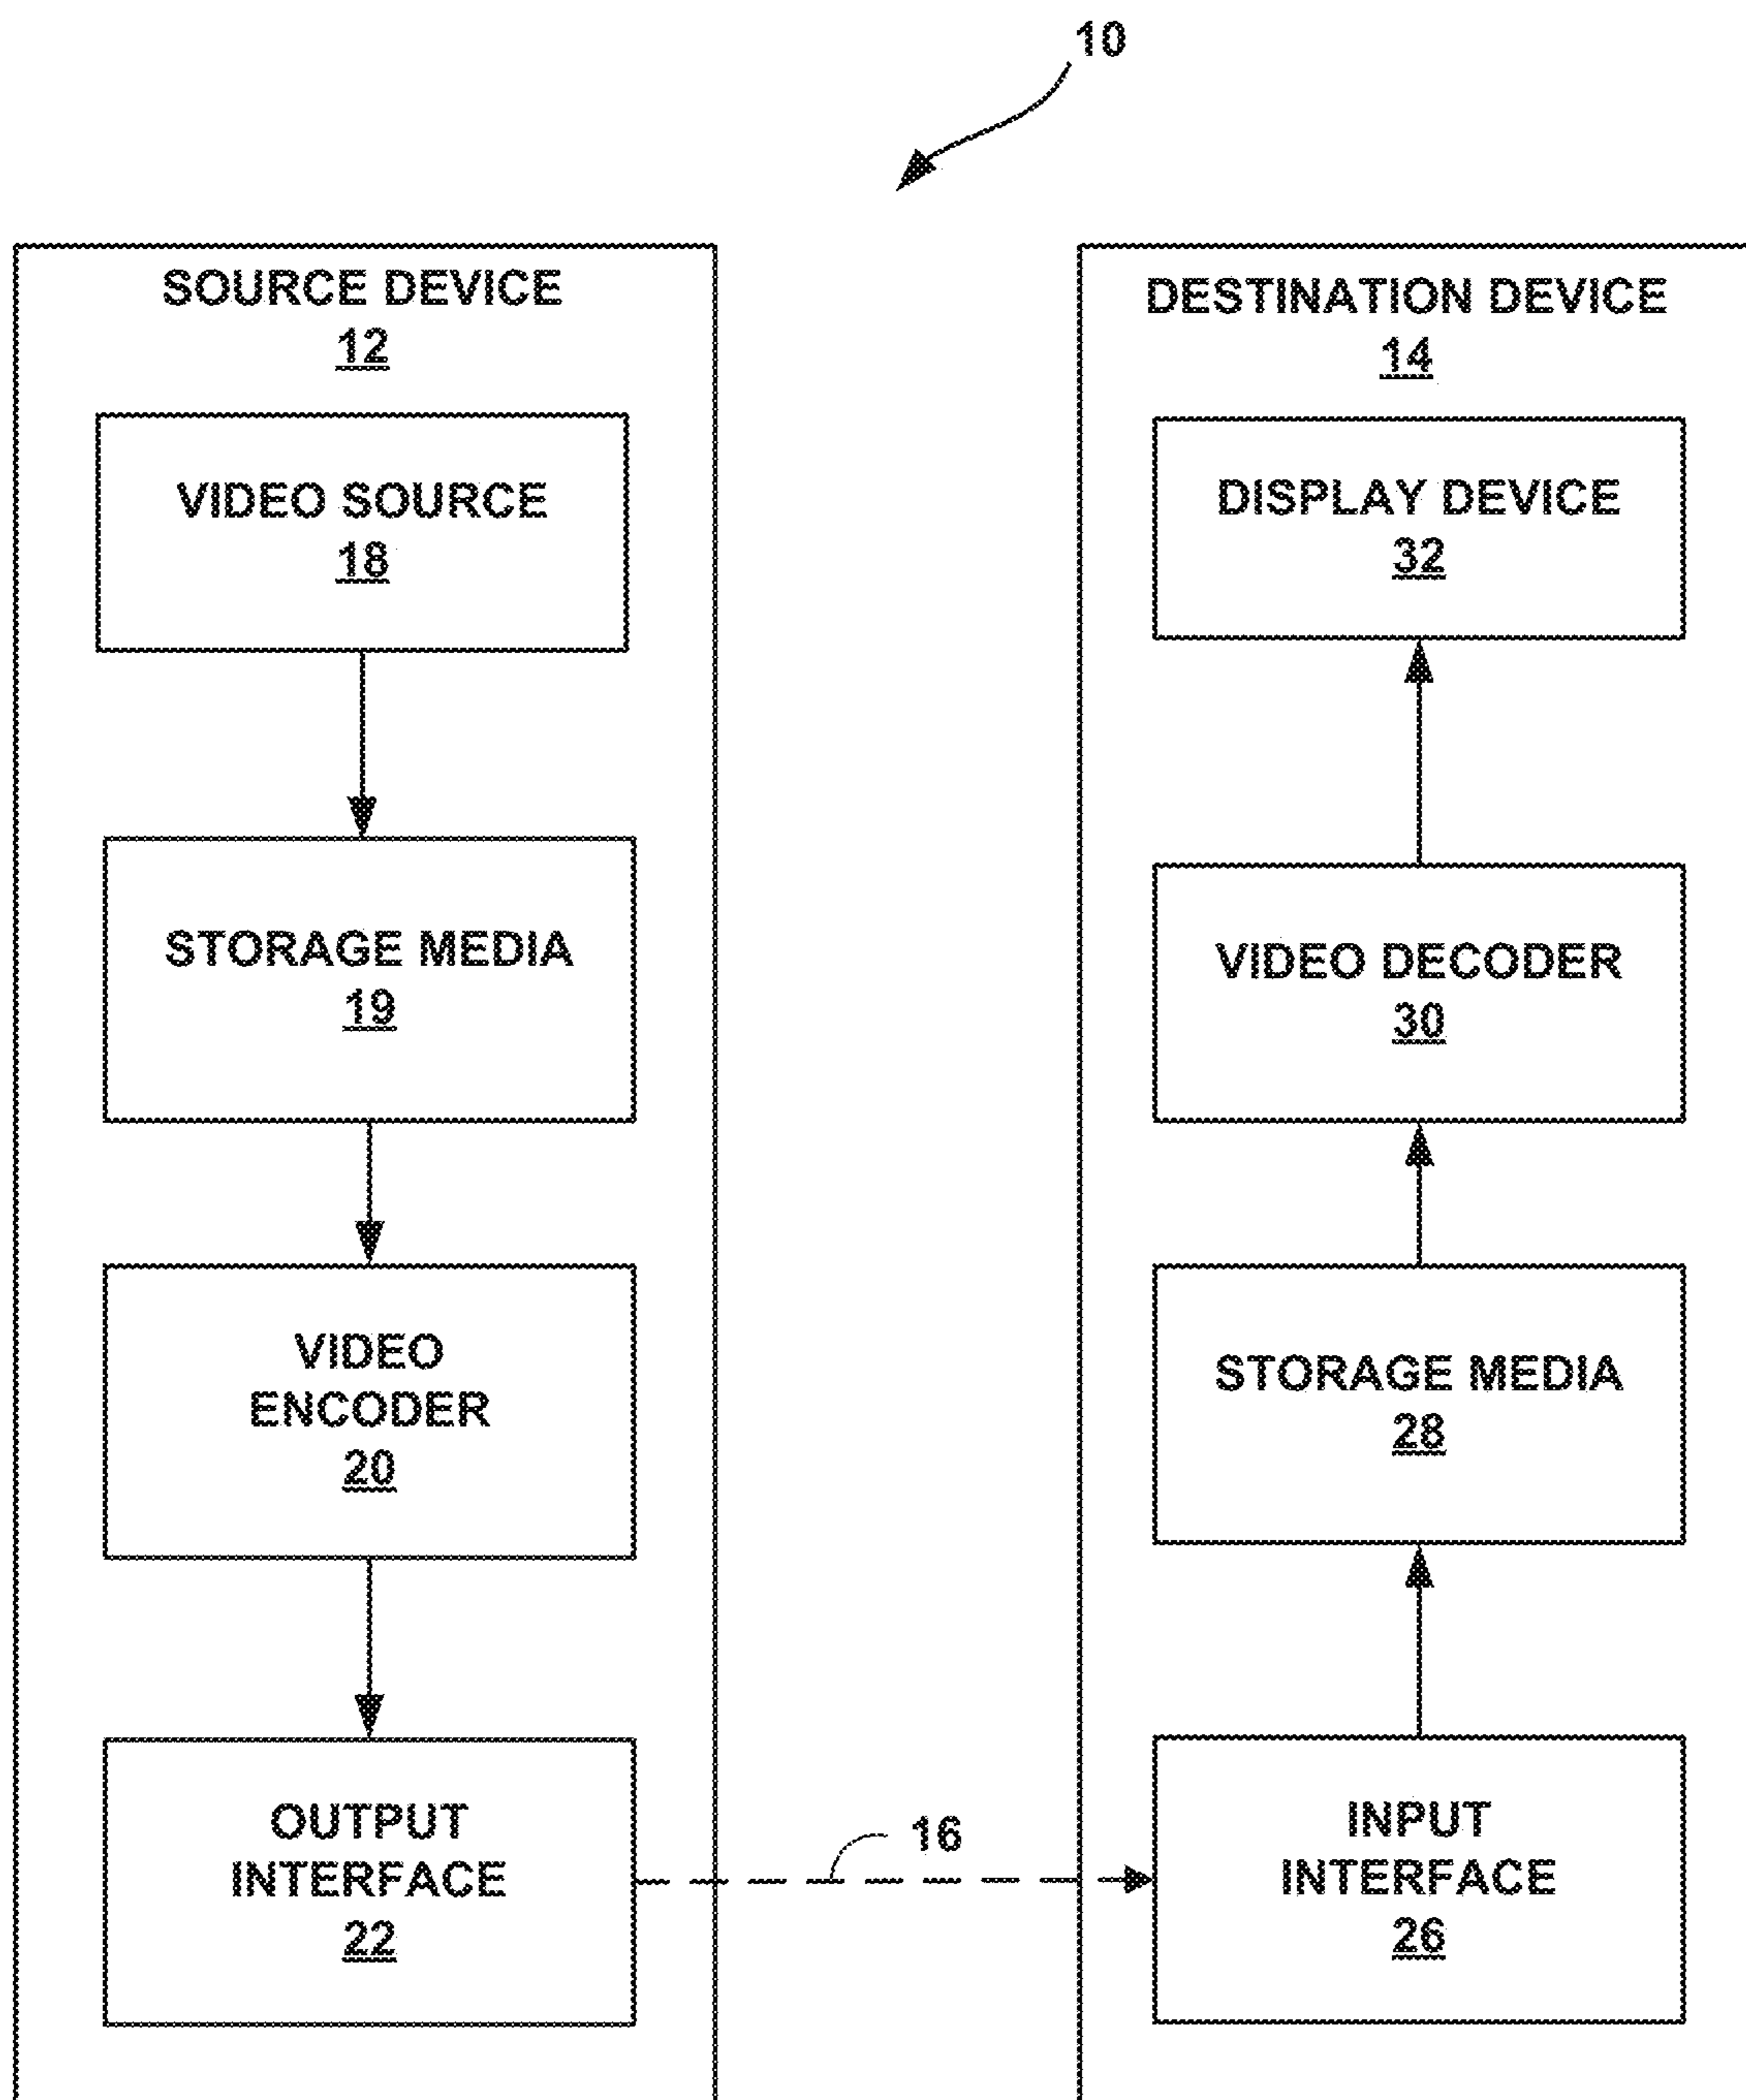 10
SOURCE DEVICE
12
VIDEO SOURCE
18
STORAGE MEDIA
19
VIDEO
ENCODER
20
OUTPUT
INTERFACE
22
16
DESTINATION DEVICE
14
DISPLAY DEVICE
32
VIDEO DECODER
30
STORAGE MEDIA
28
INPUT
INTERFACE
26